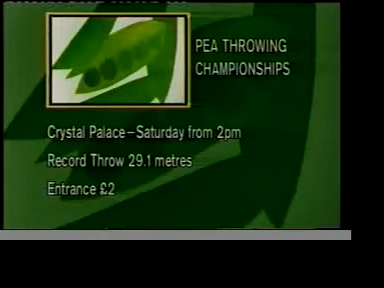 PEA THROWING
CHAMPIONSHIPS
Crystal Palace-Saturday from 2pm
Record Throw 29.1 metres
Entrance £2